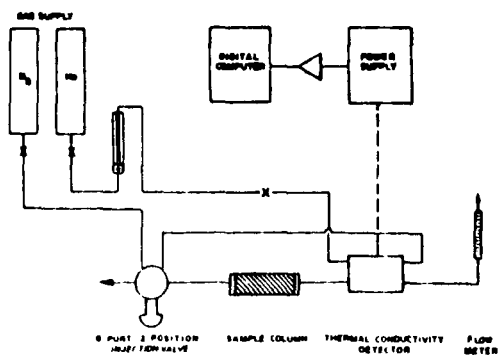 GAS SUPPLY
N₂
He
DIGITAL
COMPUTER
POWER
SUPPLY
6 PORT 2 POSITION
INJECTION VALVE
SAMPLE COLUMN
THERMAL CONDUCTIVITY
DETECTOR
FLOW
METER